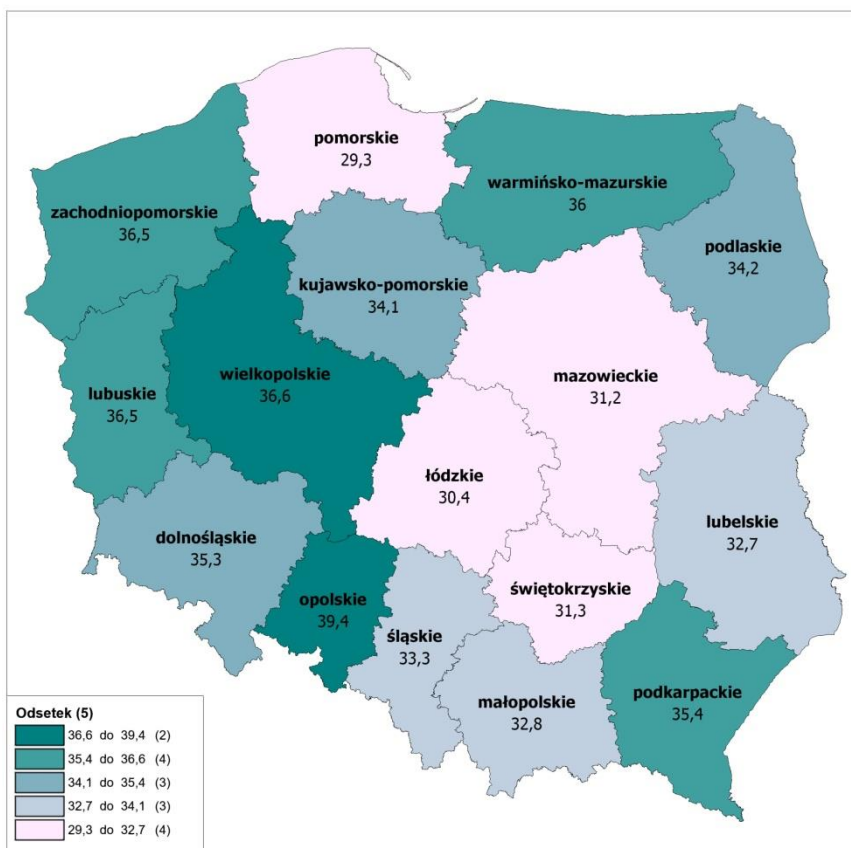 pomorskie
29,3
warmińsko-mazurskie
36
zachodniopomorskie
36,5
podlaskie
34,2
kujawsko-pomorskie
34,1
wielkopolskie
36,6
mazowieckie
31,2
lubuskie
36,5
łódzkie
30,4
lubelskie
32,7
dolnośląskie
35,3
świętokrzyskie
31,3
opolskie
39,4
śląskie
33,3
podkarpackie
35,4
małopolskie
32,8
Odsetek (5)
36,6 do 39,4 (2)
35,4 do 36,6 (4)
34,1 do 35,4 (3)
32,7 do 34,1 (3)
29,3 do 32,7 (4)